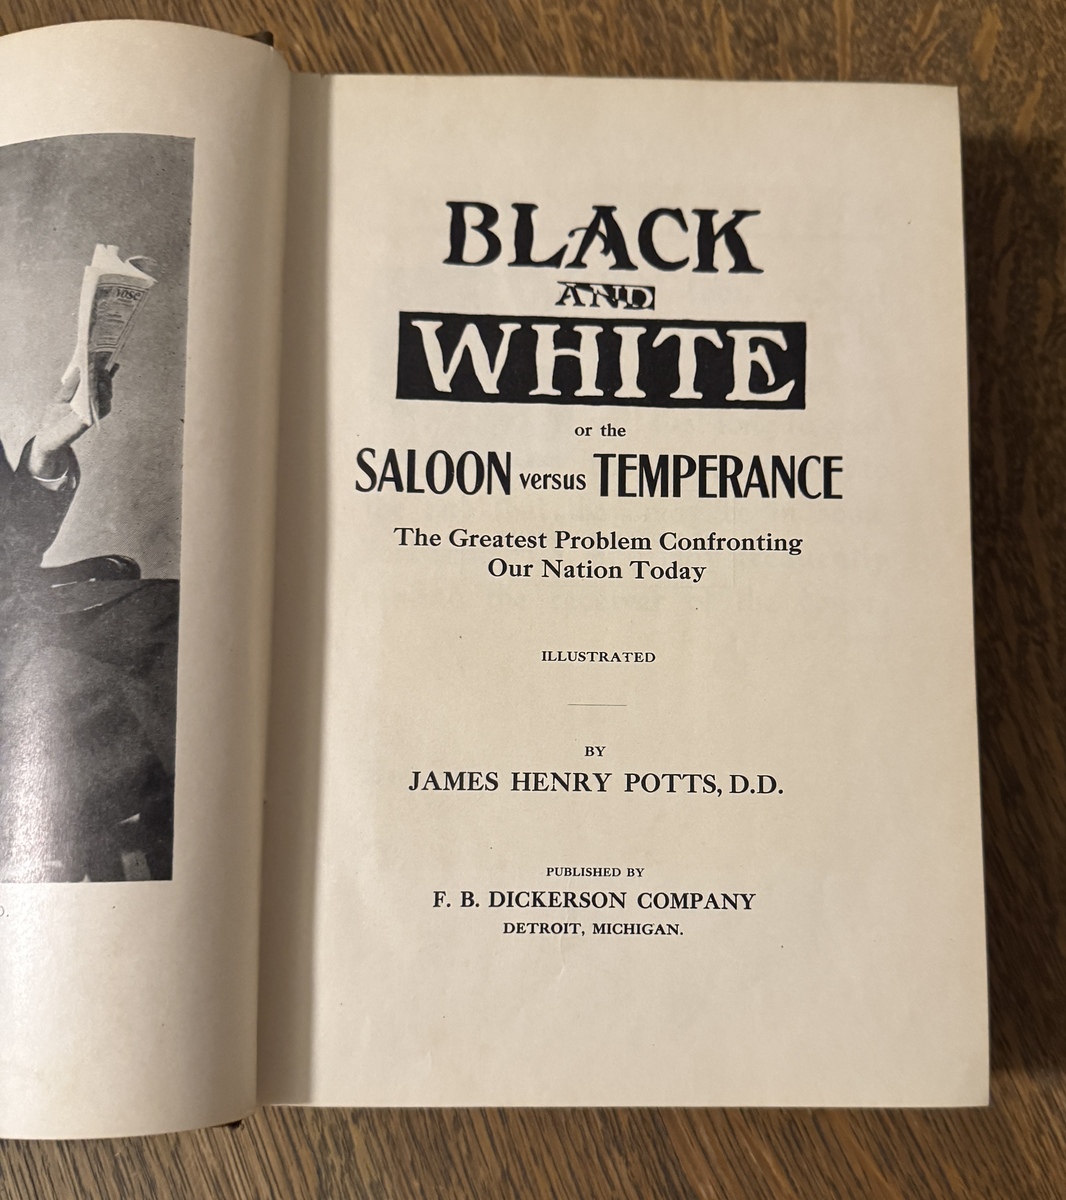 BLACK
AND
WHITE
or the
SALOON versus TEMPERANCE
The Greatest Problem Confronting
Our Nation Today
ILLUSTRATED
BY
JAMES HENRY POTTS, D.D.
PUBLISHED BY
F. B. DICKERSON COMPANY
DETROIT, MICHIGAN.